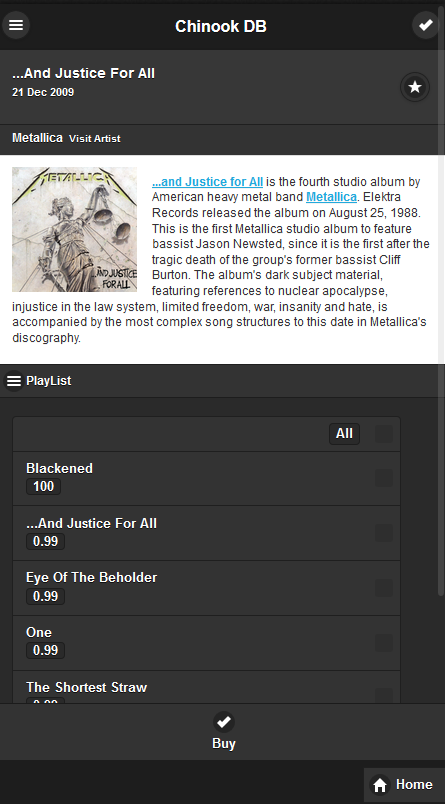 Chinook DB
...And Justice For All
21 Dec 2009
Metallica Visit Artist
METALLICA
...AND JUSTICE
FOR ALL
...and Justice for All is the fourth studio album by
American heavy metal band Metallica. Elektra
Records released the album on August 25, 1988.
This is the first Metallica studio album to feature
bassist Jason Newsted, since it is the first after the
tragic death of the group's former bassist Cliff
Burton. The album's dark subject material,
featuring references to nuclear apocalypse,
injustice in the law system, limited freedom, war, insanity and hate, is
accompanied by the most complex song structures to this date in Metallica's
discography.
PlayList
All
Blackened
100
...And Justice For All
0.99
Eye Of The Beholder
0.99
One
0.99
The Shortest Straw
0.99
Buy
Home